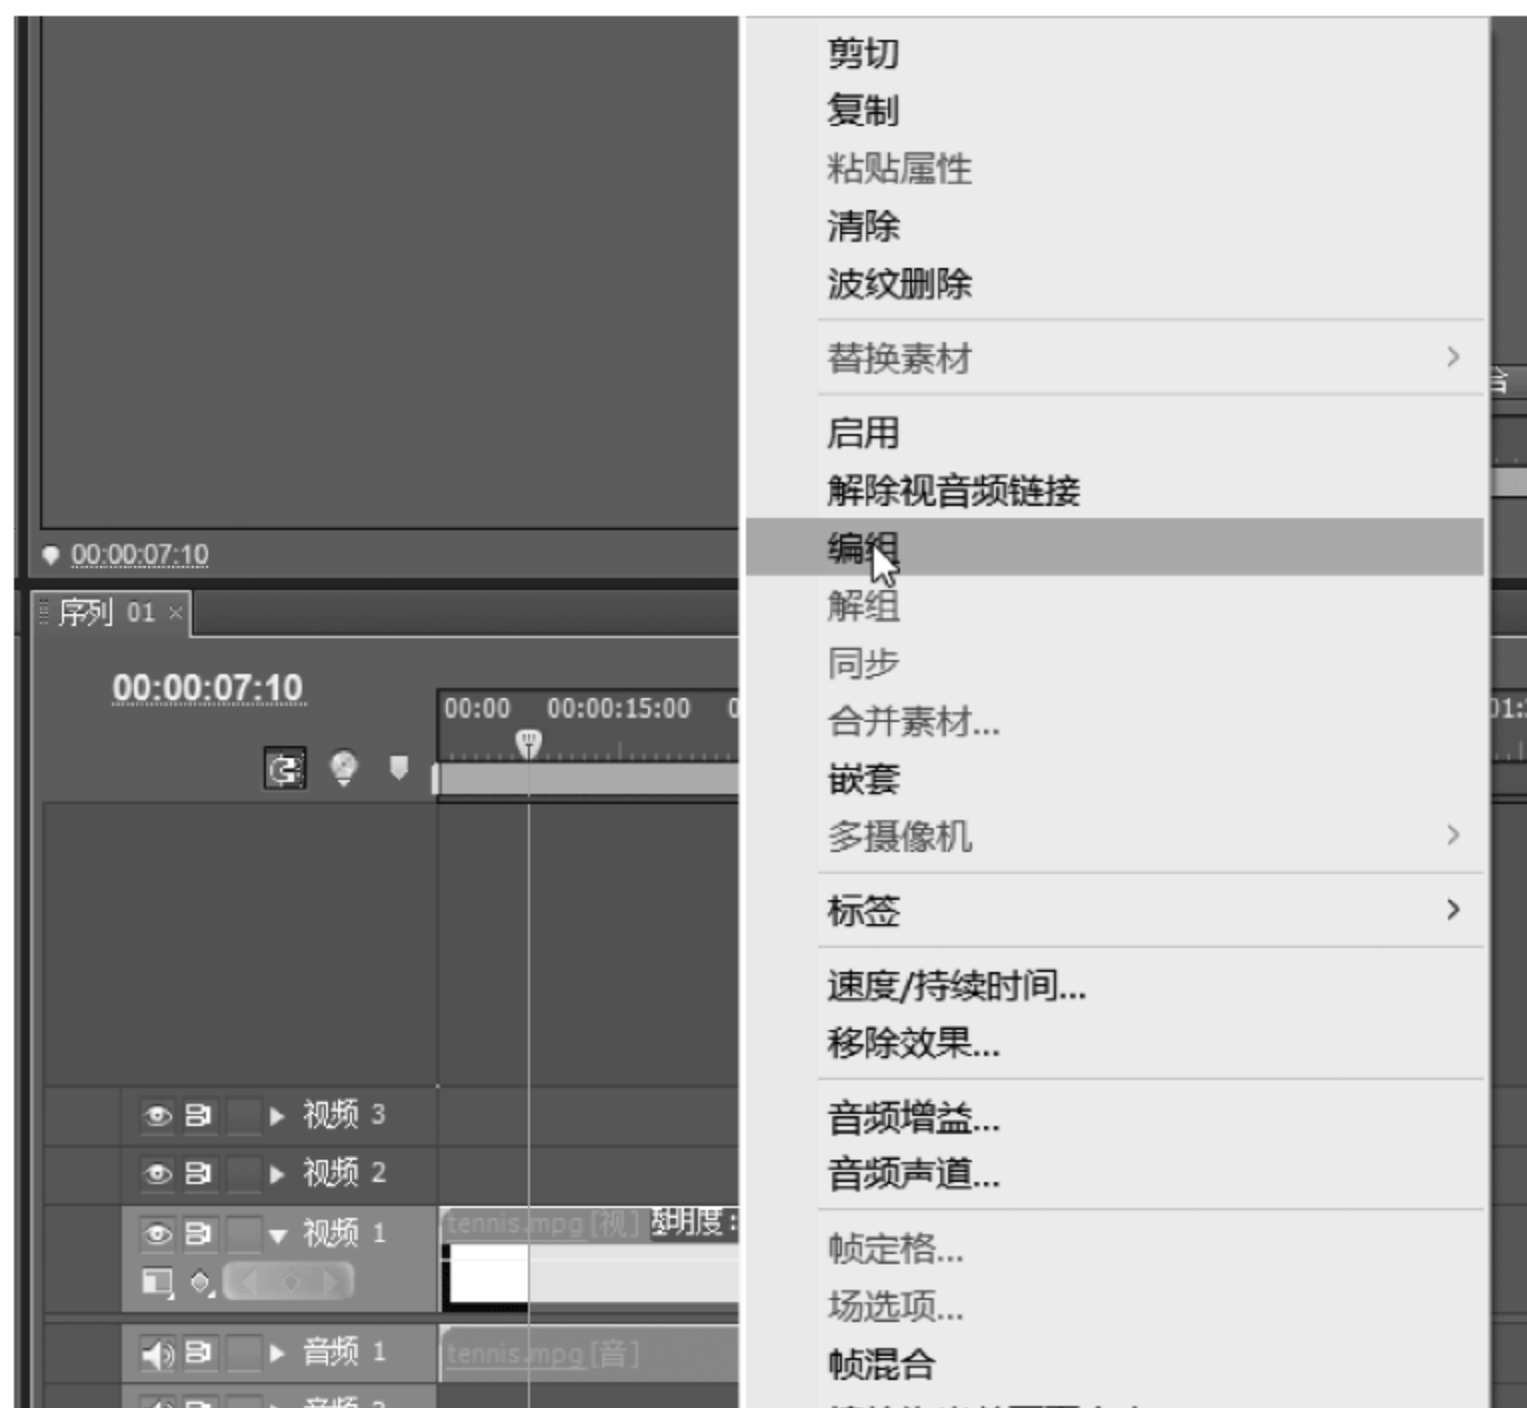 剪切
复制
粘贴属性
清除
波纹删除
替换素材
启用
解除视音频链接
编组
解组
同步
合并素材...
嵌套
多摄像机
标签
速度/持续时间...
移除效果...
音频增益...
音频声道...
帧定格...
场选项...
帧混合
00:00:07:10
序列 01 ×
00:00:07:10
00:00 00:00:15:00 0
01:
视频 3
视频 2
视频 1
tennis.mpg [视] 明度:
音频 1
tennis.mpg [音]
合